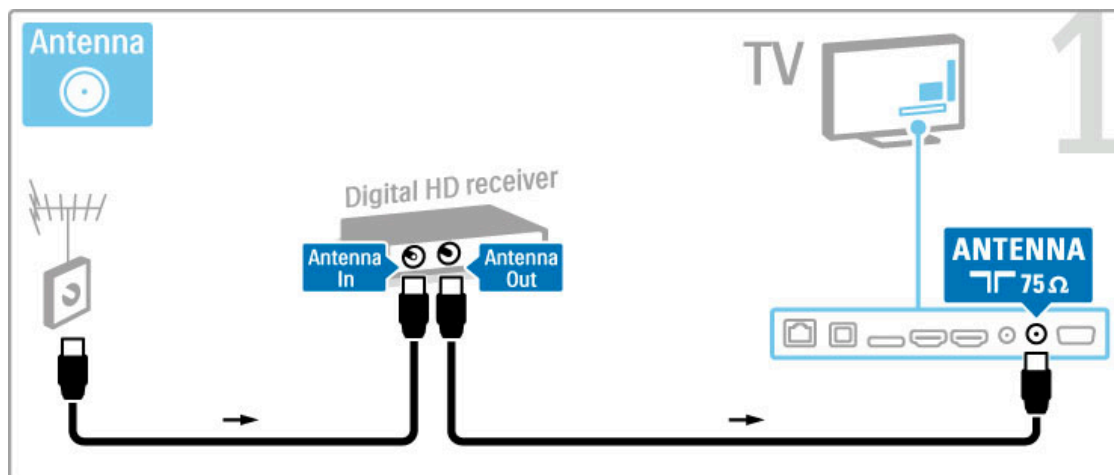 Antenna
TV
1
Digital HD receiver
Antenna
In
Antenna
Out
ANTENNA
75 Ω